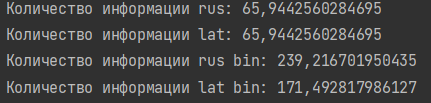 Количество информации rus: 65,9442560284695
Количество информации lat: 65,9442560284695
Количество информации rus bin: 239,216701950435
Количество информации lat bin: 171,492817986127